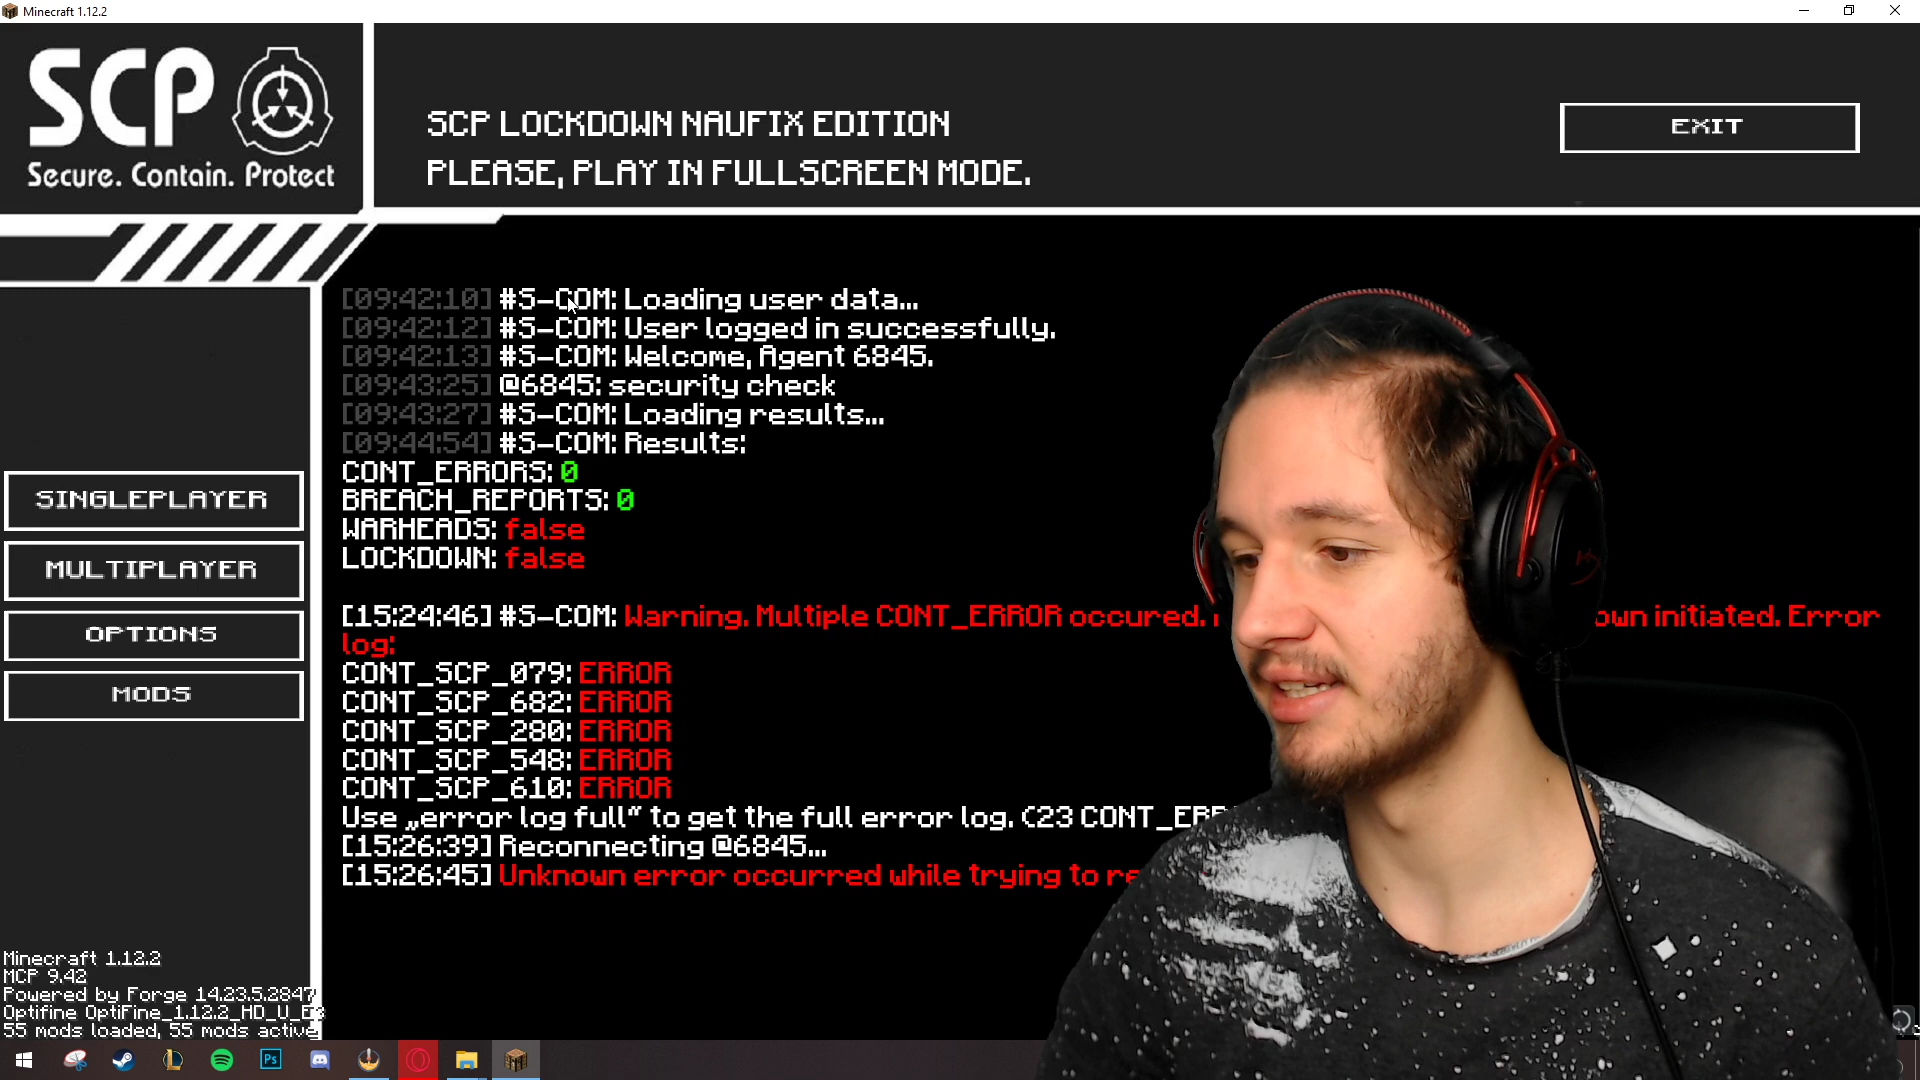 Minecraft 1.12.2
SCP
Secure. Contain. Protect
SCP LOCKDOWN NAUFIX EDITION
PLEASE, PLAY IN FULLSCREEN MODE.
EXIT
[09:42:10] #S-COM: Loading user data...
[09:42:12] #S-COM: User logged in successfully.
[09:42:13] #S-COM: Welcome, Agent 6845.
[09:43:25] @6845: security check
[09:43:27] #S-COM: Loading results...
[09:44:54] #S-COM: Results:
CONT_ERRORS: 0
BREACH_REPORTS: 0
WARHEADS: false
LOCKDOWN: false
[15:24:46] #S-COM: Warning. Multiple CONT_ERROR occured. own initiated. Error
log:
CONT_SCP_079: ERROR
CONT_SCP_682: ERROR
CONT_SCP_280: ERROR
CONT_SCP_548: ERROR
CONT_SCP_610: ERROR
Use „error log full“ to get the full error log. (23 CONT_ERR
[15:26:39] Reconnecting @6845...
[15:26:45] Unknown error occurred while trying to re
SINGLEPLAYER
MULTIPLAYER
OPTIONS
MODS
Minecraft 1.12.2
MCP 9.42
Powered by Forge 14.23.5.2847
Optifine OptiFine_1.12.2_HD_U_E3
55 mods loaded, 55 mods active
Ps